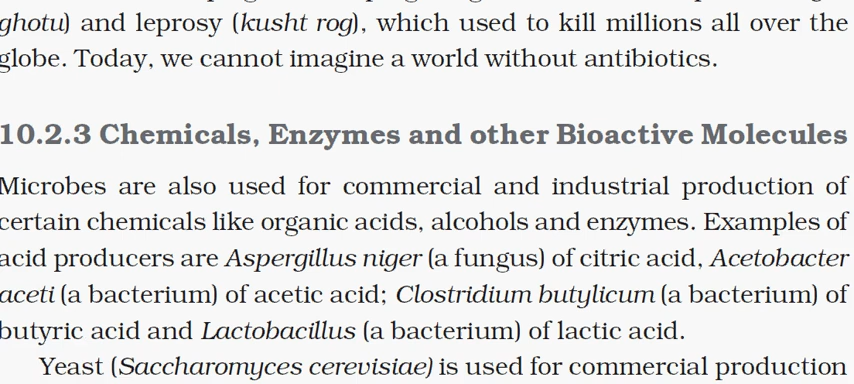 ghotu) and leprosy (kusht rog), which used to kill millions all over the
globe. Today, we cannot imagine a world without antibiotics.
10.2.3 Chemicals, Enzymes and other Bioactive Molecules
Microbes are also used for commercial and industrial production of
certain chemicals like organic acids, alcohols and enzymes. Examples of
acid producers are Aspergillus niger (a fungus) of citric acid, Acetobacter
aceti (a bacterium) of acetic acid; Clostridium butylicum (a bacterium) of
butyric acid and Lactobacillus (a bacterium) of lactic acid.
Yeast (Saccharomyces cerevisiae) is used for commercial production